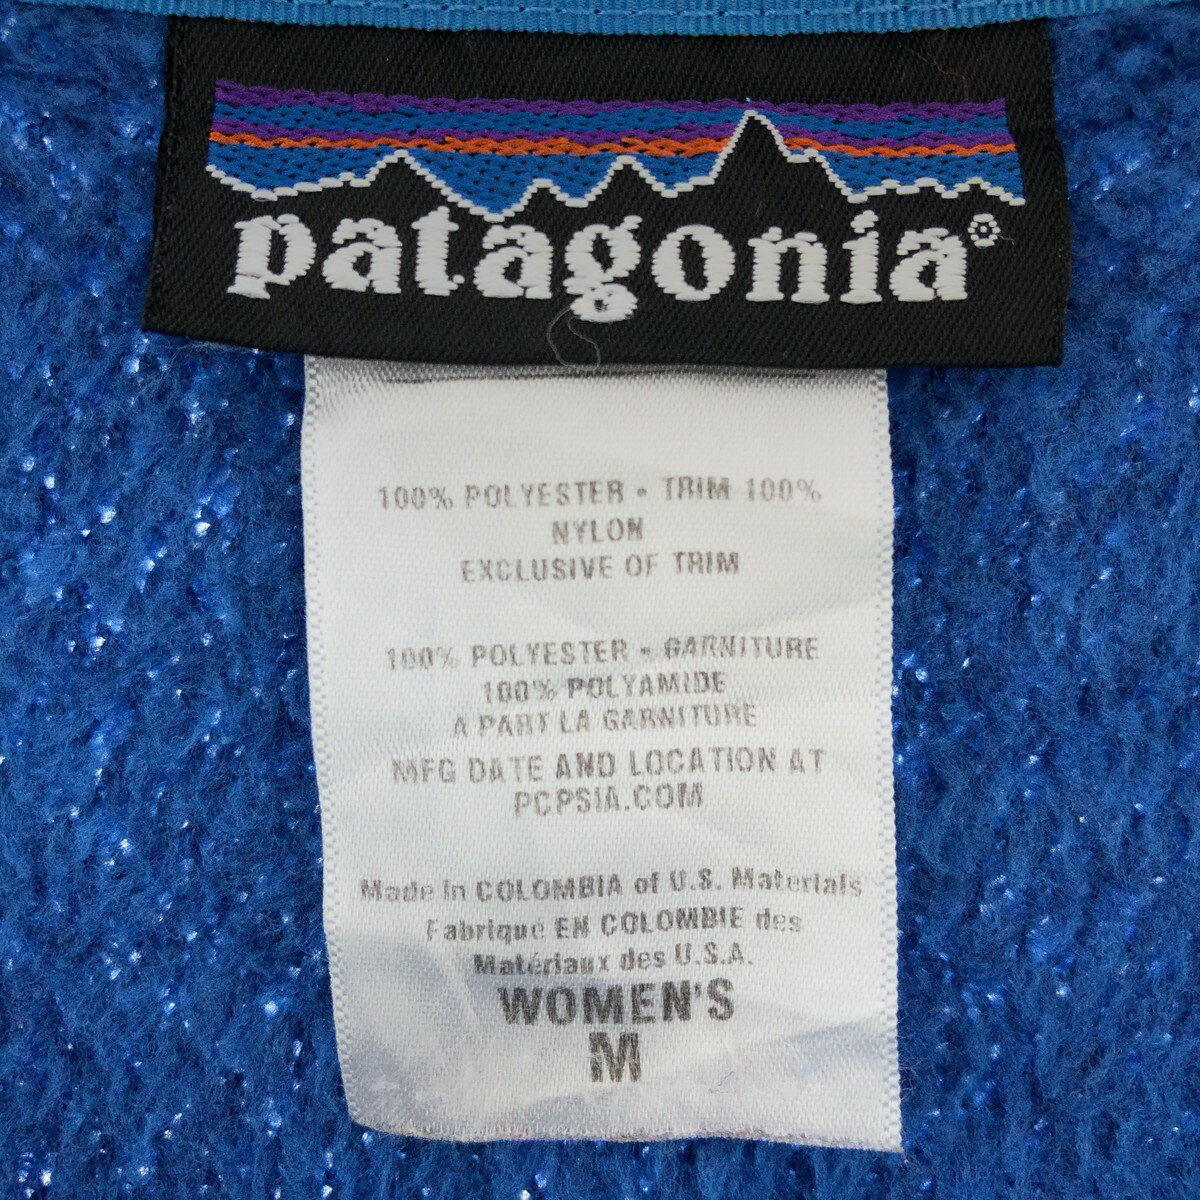 patagonia®
100% POLYESTER • TRIM 100%
NYLON
EXCLUSIVE OF TRIM
100% POLYESTER • GARNITURE
100% POLYAMIDE
A PART LA GARNITURE
MFG DATE AND LOCATION AT
PCPSIA.COM
Made in COLOMBIA of U.S. Materials
Fabriqué EN COLOMBIE des
Matériaux des U.S.A.
WOMEN'S
M